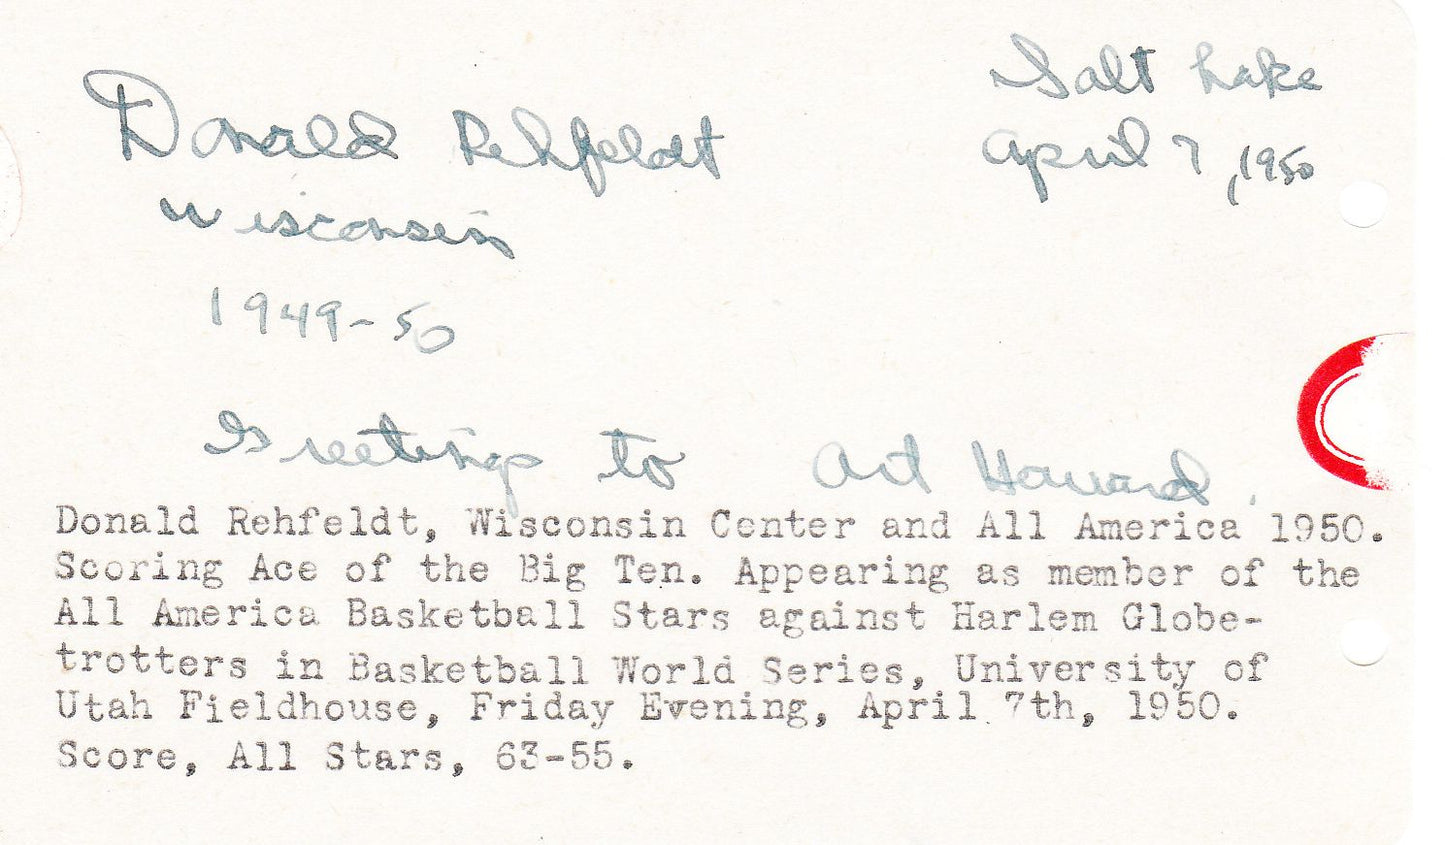 Donald Rehfeldt
Salt Lake
April 7, 1950
Wisconsin
1949-50
Greetings to Art Howard.
Donald Rehfeldt, Wisconsin Center and All America 1950.
Scoring Ace of the Big Ten. Appearing as member of the
All America Basketball Stars against Harlem Globe-
trotters in Basketball World Series, University of
Utah Fieldhouse, Friday Evening, April 7th, 1950.
Score, All Stars, 63-55.